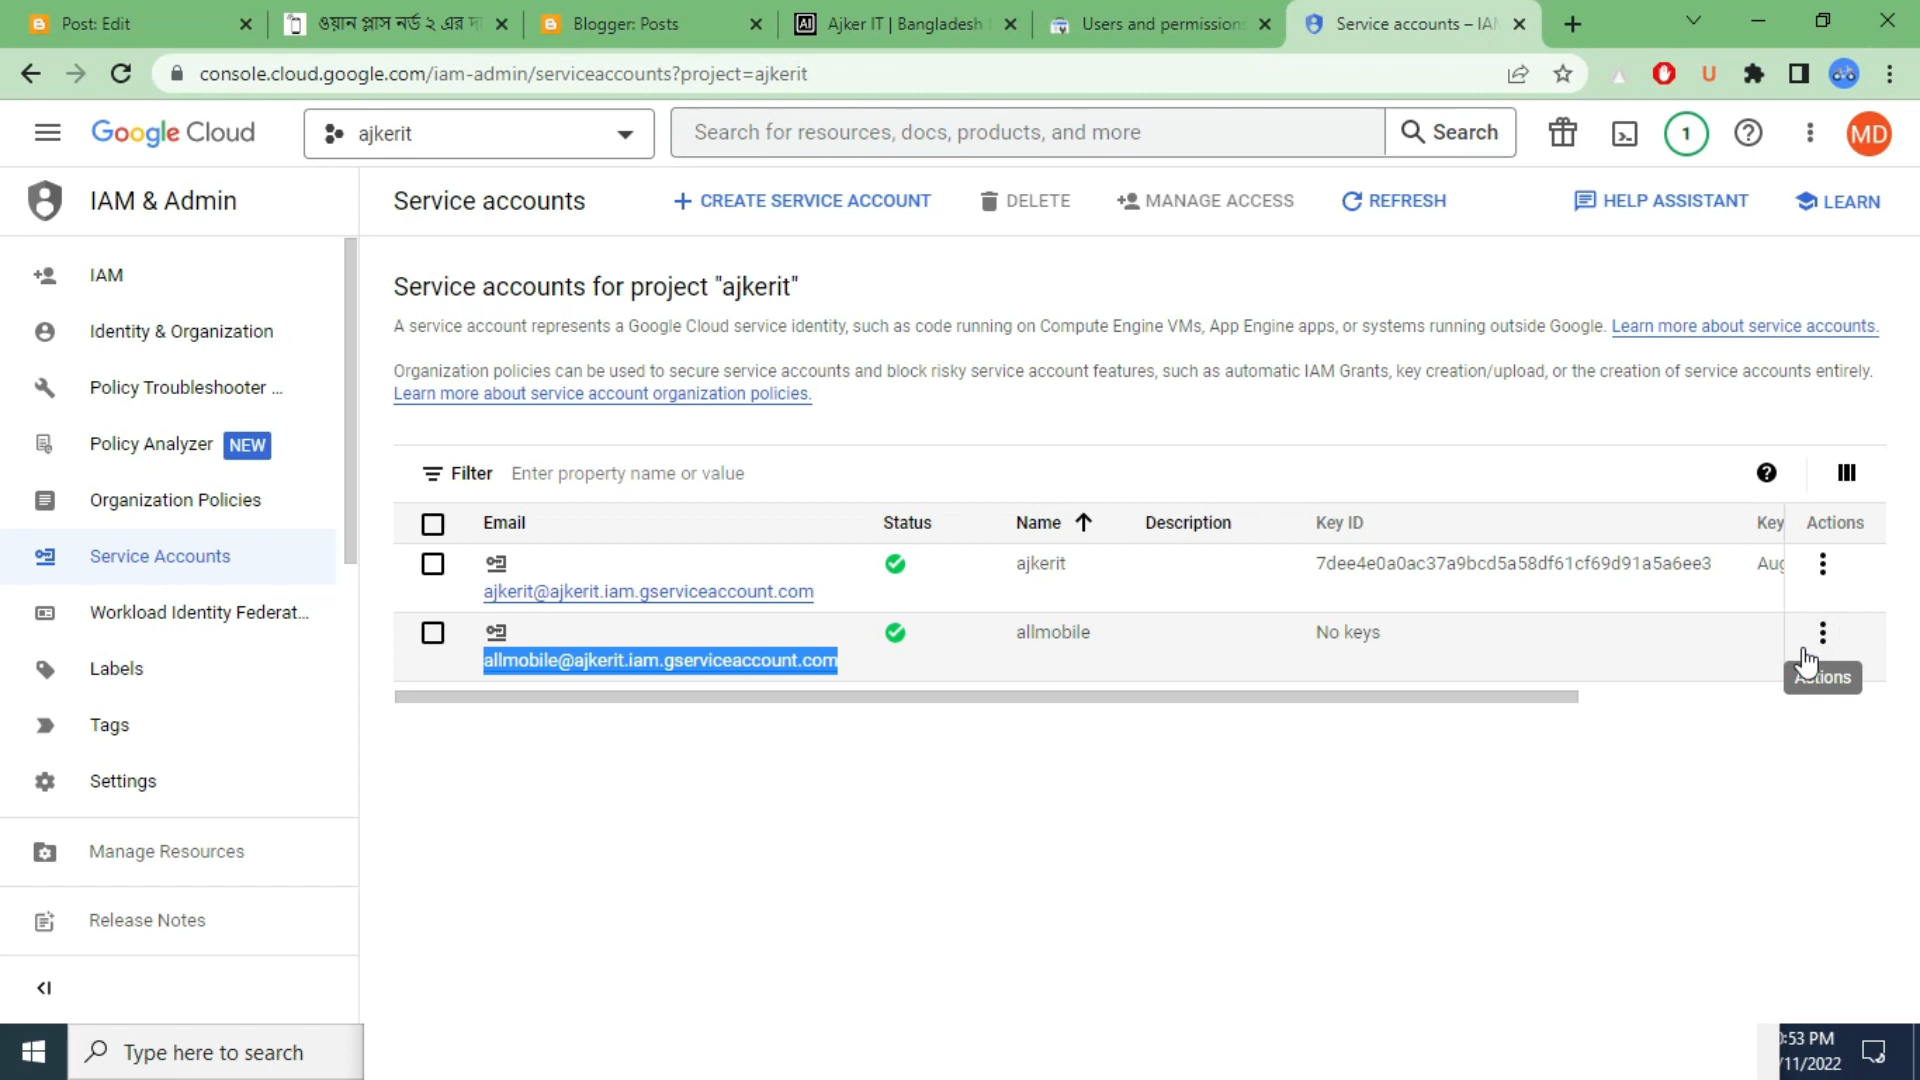 Post: Edit
ওয়ান প্লাস নর্ড ২ এর দা
Blogger: Posts
AI
Ajker IT | Bangladesh
Users and permissions
Service accounts – IAM
console.cloud.google.com/iam-admin/serviceaccounts?project=ajkerit
U
Google Cloud
ajkerit
Search for resources, docs, products, and more
Search
1
MD
IAM & Admin
Service accounts
CREATE SERVICE ACCOUNT
DELETE
MANAGE ACCESS
REFRESH
HELP ASSISTANT
LEARN
IAM
Identity & Organization
Policy Troubleshooter ...
Policy Analyzer NEW
Organization Policies
Service Accounts
Workload Identity Federat...
Labels
Tags
Settings
Manage Resources
Release Notes
Service accounts for project "ajkerit"
A service account represents a Google Cloud service identity, such as code running on Compute Engine VMs, App Engine apps, or systems running outside Google. Learn more about service accounts.
Organization policies can be used to secure service accounts and block risky service account features, such as automatic IAM Grants, key creation/upload, or the creation of service accounts entirely.
Learn more about service account organization policies.
Filter Enter property name or value
Email Status Name Description Key ID Key Actions
ajkerit 7dee4e0a0ac37a9bcd5a58df61cf69d91a5a6ee3 Aug
ajkerit@ajkerit.iam.gserviceaccount.com
allmobile No keys
allmobile@ajkerit.iam.gserviceaccount.com
Actions
Type here to search
:53 PM
/11/2022